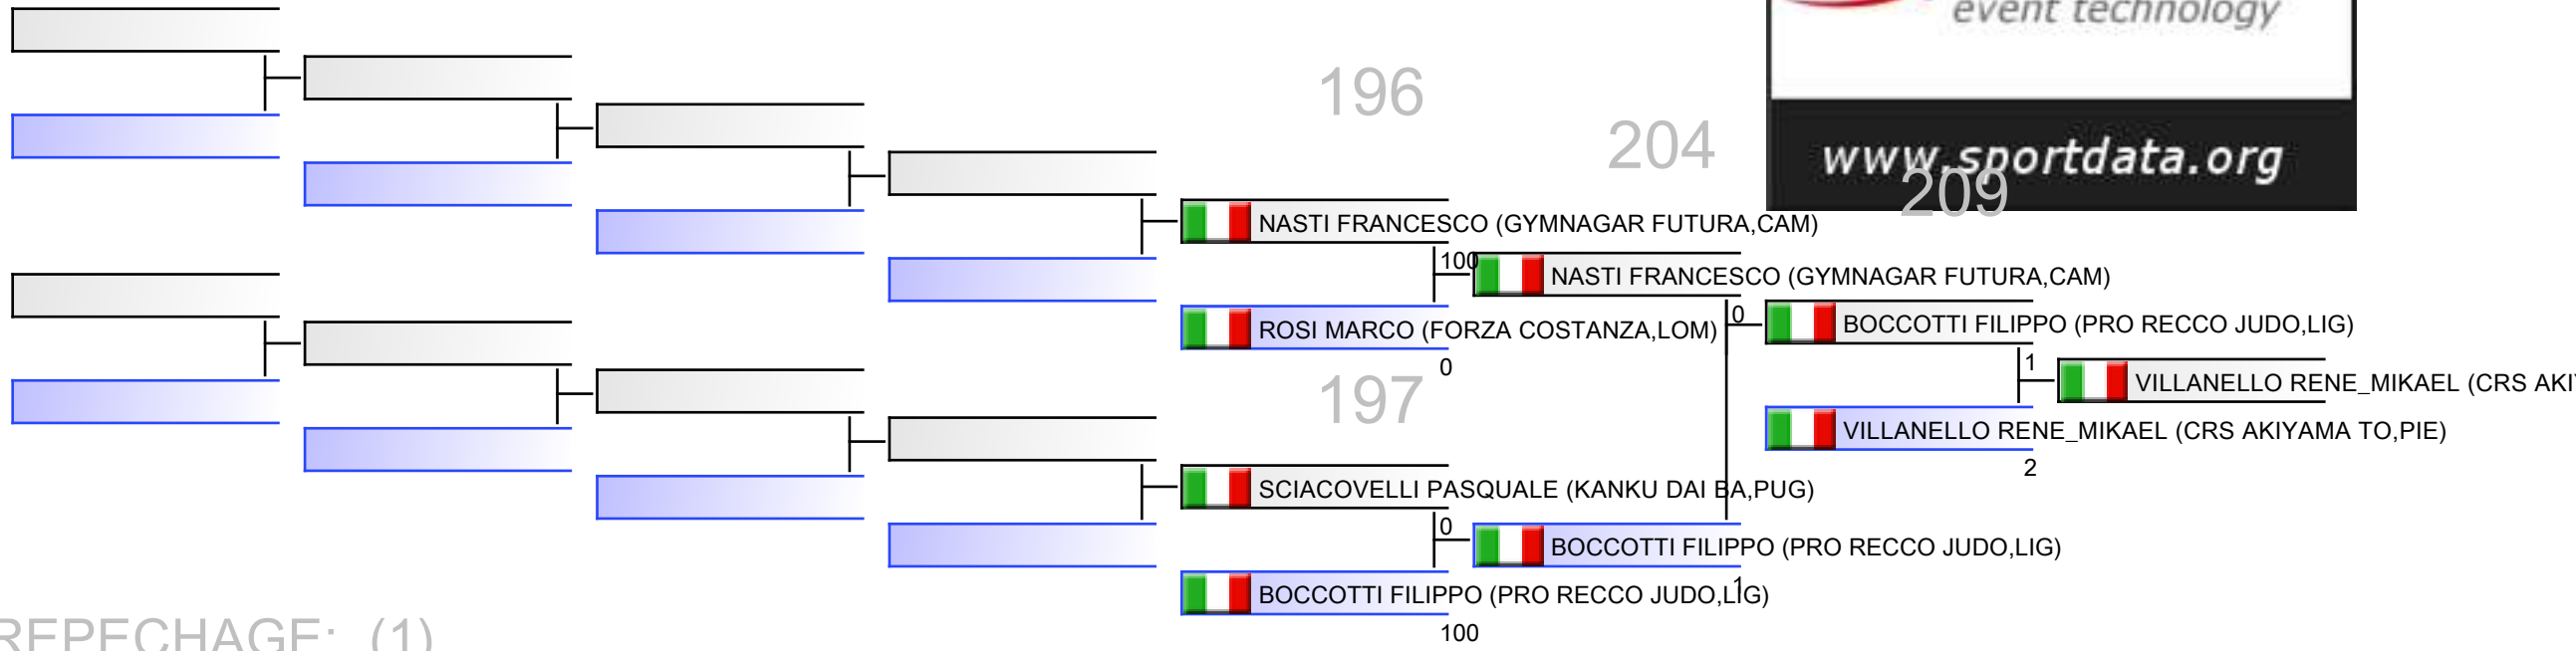 event technology
196
204
www.sportdata.org
209
NASTI FRANCESCO (GYMNAGAR FUTURA,CAM)
100
NASTI FRANCESCO (GYMNAGAR FUTURA,CAM)
0
BOCCOTTI FILIPPO (PRO RECCO JUDO,LIG)
ROSI MARCO (FORZA COSTANZA,LOM)
0
1
VILLANELLO RENE_MIKAEL (CRS AKI
197
VILLANELLO RENE_MIKAEL (CRS AKIYAMA TO,PIE)
2
SCIACOVELLI PASQUALE (KANKU DAI BA,PUG)
0
BOCCOTTI FILIPPO (PRO RECCO JUDO,LIG)
1
BOCCOTTI FILIPPO (PRO RECCO JUDO,LIG)
100
REPECHAGE: (1)